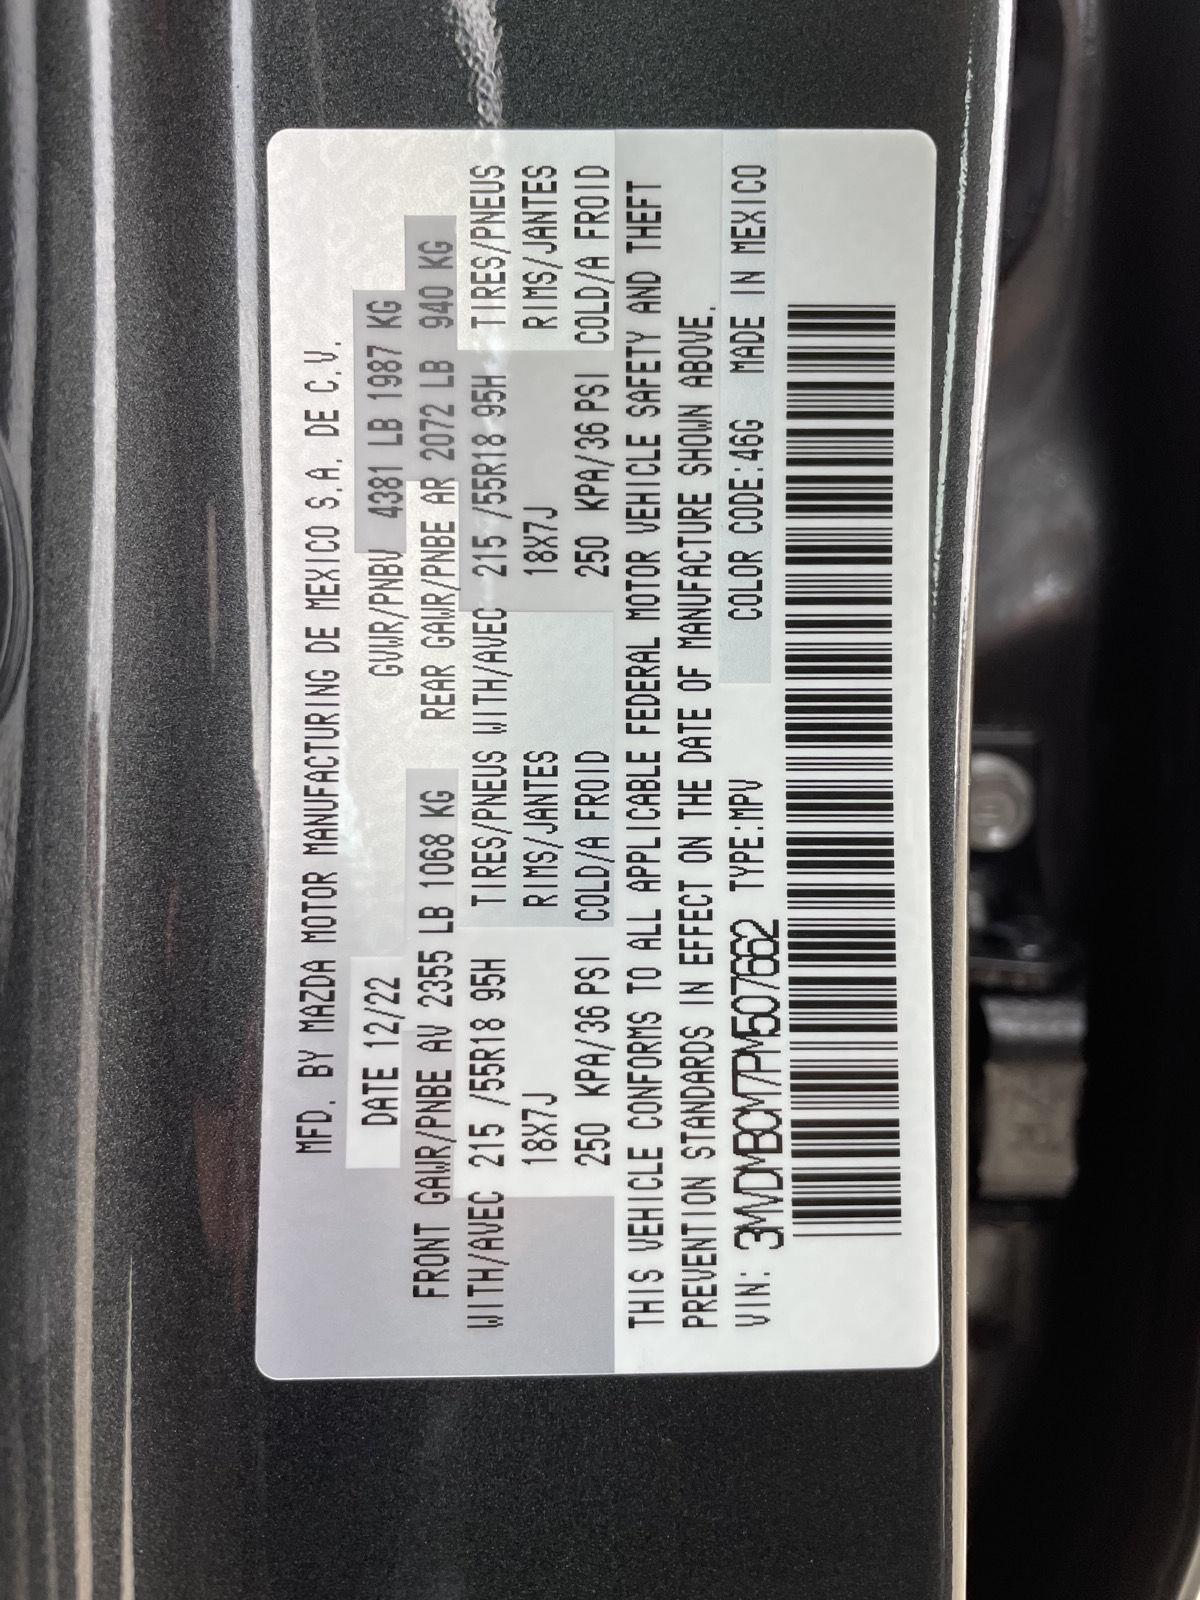 MFD. BY MAZDA MOTOR MANUFACTURING DE MEXICO S.A. DE C.V.
DATE 12/22 GVWR/PNBV 4381 LB 1987 KG
FRONT GAWR/PNBE AV 2355 LB 1068 KG REAR GAWR/PNBE AR 2072 LB 940 KG
WITH/AVEC 215 /55R18 95H TIRES/PNEUS WITH/AVEC 215 /55R18 95H TIRES/PNEUS
18X7J RIMS/JANTES 18X7J RIMS/JANTES
250 KPA/36 PSI COLD/A FROID 250 KPA/36 PSI COLD/A FROID
THIS VEHICLE CONFORMS TO ALL APPLICABLE FEDERAL MOTOR VEHICLE SAFETY AND THEFT
PREVENTION STANDARDS IN EFFECT ON THE DATE OF MANUFACTURE SHOWN ABOVE.
VIN: 3MVDMBCM7PM507662 TYPE:MPV COLOR CODE:46G MADE IN MEXICO